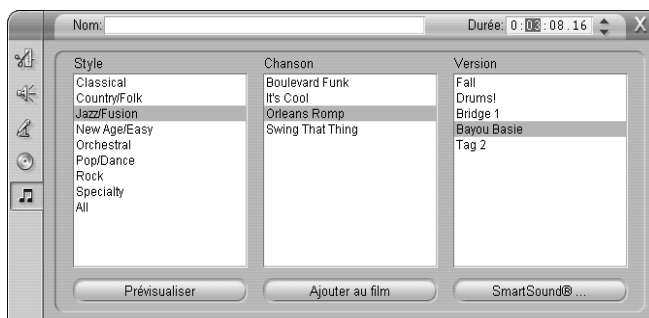 Nom: Durée: 0:03:08.16 X
Style
Classical
Country/Folk
Jazz/Fusion
New Age/Easy
Orchestral
Pop/Dance
Rock
Specialty
All
Chanson
Boulevard Funk
It's Cool
Orleans Romp
Swing That Thing
Version
Fall
Drums!
Bridge 1
Bayou Basie
Tag 2
Prévisualiser
Ajouter au film
SmartSound® ...